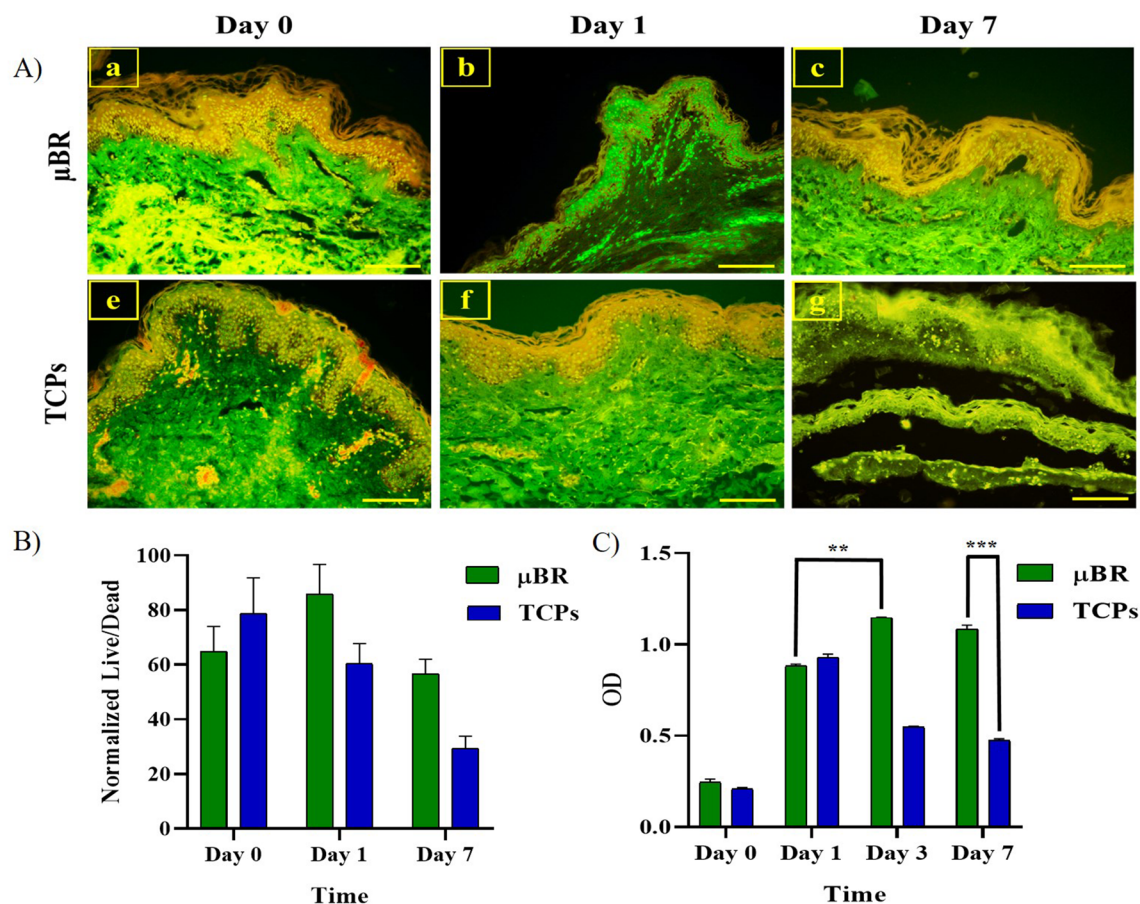 Day 0 Day 1 Day 7
A)
a b c
μBR
e f g
TCPs
B)
Normalized Live/Dead
100
80
60
40
20
0
μBR
TCPs
Day 0 Day 1 Day 7
Time
C)
OD
1.5
1.0
0.5
0.0
** ***
μBR
TCPs
Day 0 Day 1 Day 3 Day 7
Time